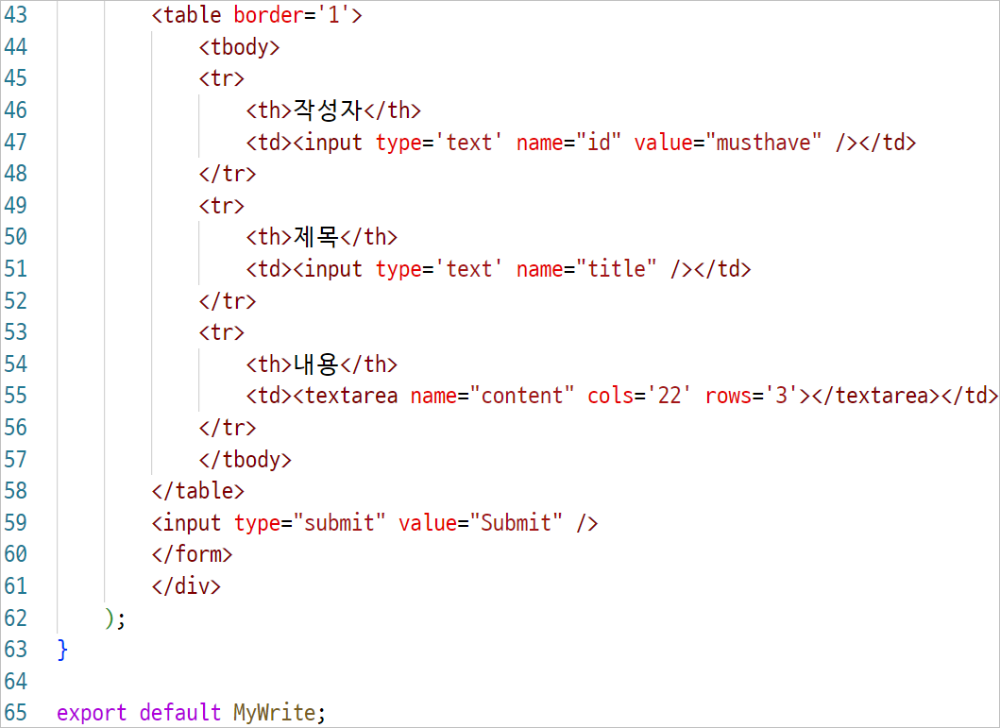 43 <table border='1'>
44 <tbody>
45 <tr>
46 <th>작성자</th>
47 <td><input type='text' name="id" value="musthave" /></td>
48 </tr>
49 <tr>
50 <th>제목</th>
51 <td><input type='text' name="title" /></td>
52 </tr>
53 <tr>
54 <th>내용</th>
55 <td><textarea name="content" cols='22' rows='3'></textarea></td>
56 </tr>
57 </tbody>
58 </table>
59 <input type="submit" value="Submit" />
60 </form>
61 </div>
62 );
63 }
64
65 export default MyWrite;